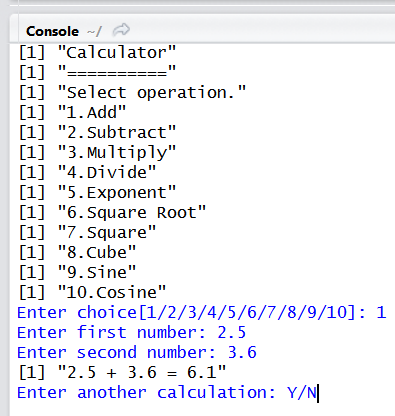 Console ~/
[1] "Calculator"
[1] "=========="
[1] "Select operation."
[1] "1.Add"
[1] "2.Subtract"
[1] "3.Multiply"
[1] "4.Divide"
[1] "5.Exponent"
[1] "6.Square Root"
[1] "7.Square"
[1] "8.Cube"
[1] "9.Sine"
[1] "10.Cosine"
Enter choice[1/2/3/4/5/6/7/8/9/10]: 1
Enter first number: 2.5
Enter second number: 3.6
[1] "2.5 + 3.6 = 6.1"
Enter another calculation: Y/N